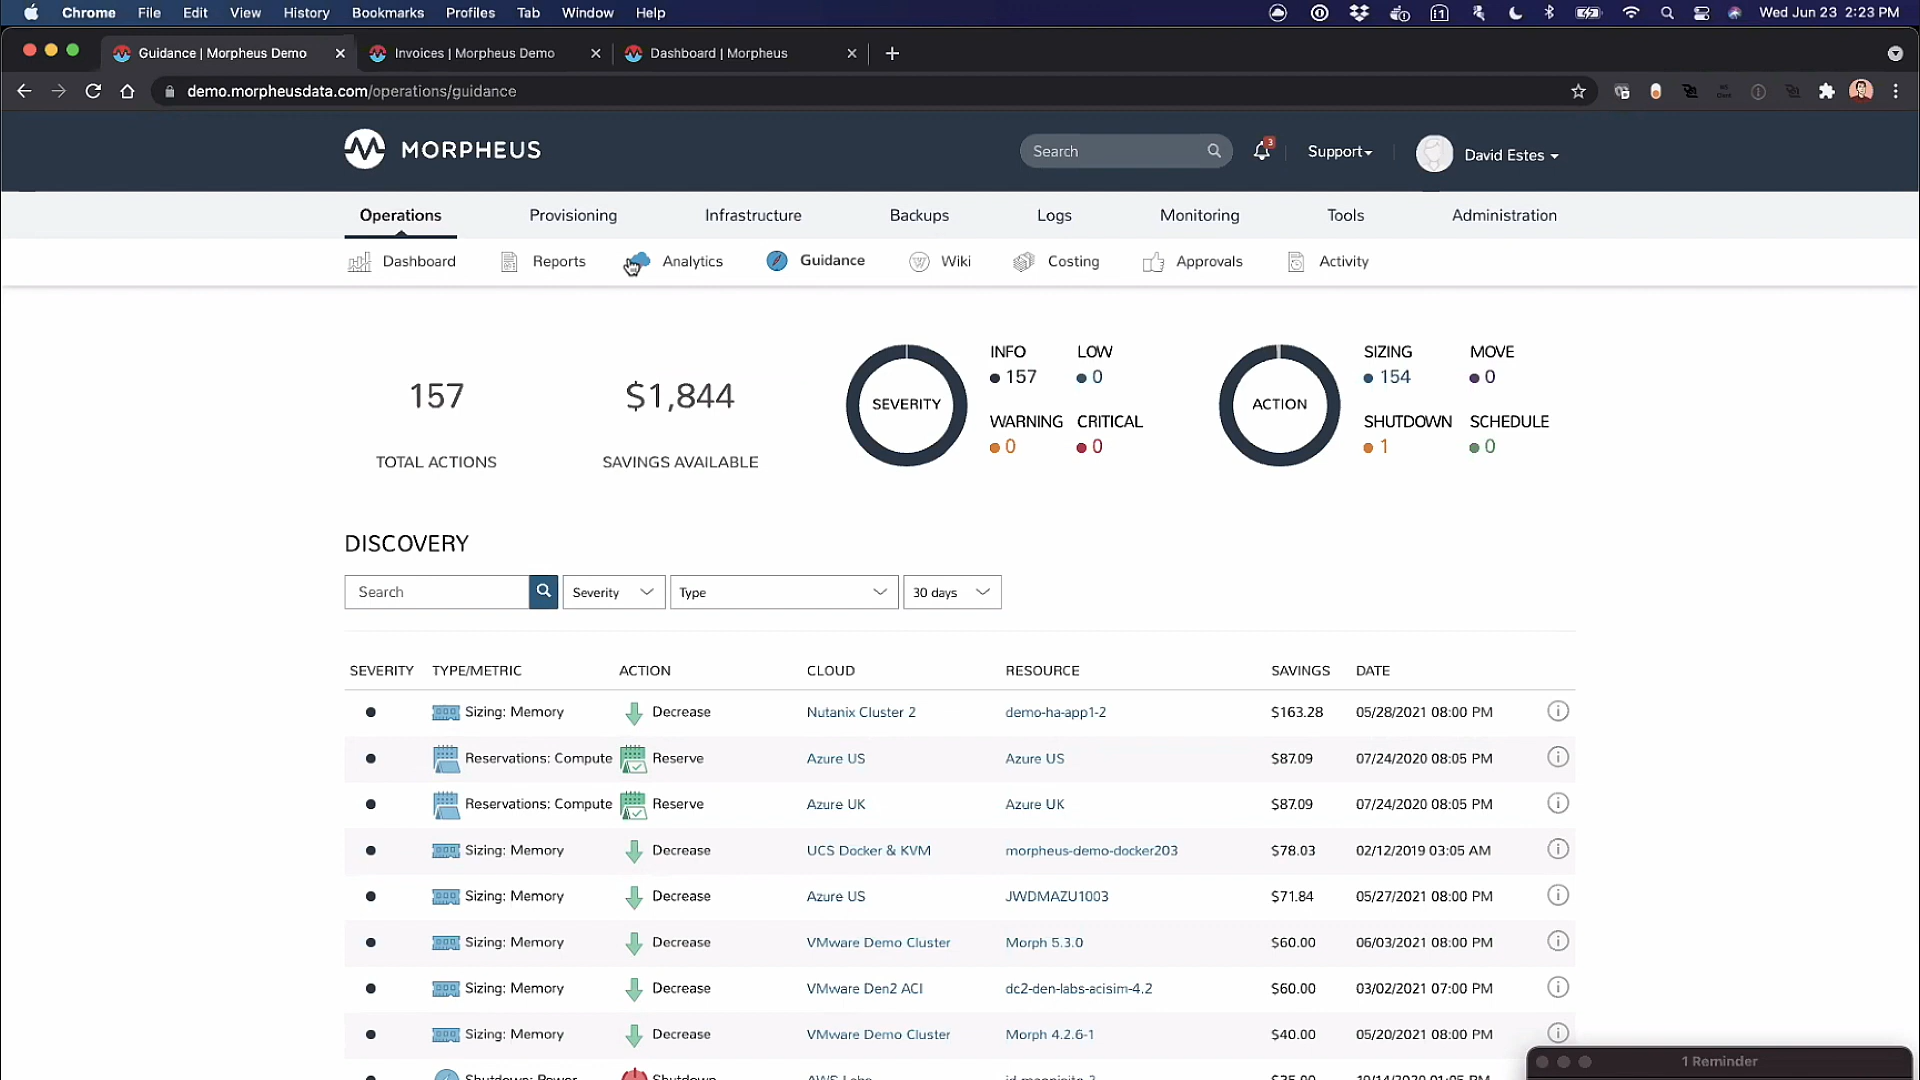 Chrome File Edit View History Bookmarks Profiles Tab Window Help Wed Jun 23 2:23 PM
Guidance | Morpheus Demo Invoices | Morpheus Demo Dashboard | Morpheus
demo.morpheusdata.com/operations/guidance
MORPHEUS Search 3 Support David Estes
Operations Provisioning Infrastructure Backups Logs Monitoring Tools Administration
Dashboard Reports Analytics Guidance Wiki Costing Approvals Activity
157
TOTAL ACTIONS
$1,844
SAVINGS AVAILABLE
SEVERITY
INFO LOW
157 0
WARNING CRITICAL
0 0
ACTION
SIZING MOVE
154 0
SHUTDOWN SCHEDULE
1 0
DISCOVERY
Search Severity Type 30 days
SEVERITY TYPE/METRIC ACTION CLOUD RESOURCE SAVINGS DATE
Sizing: Memory Decrease Nutanix Cluster 2 demo-ha-app1-2 $163.28 05/28/2021 08:00 PM
Reservations: Compute Reserve Azure US Azure US $87.09 07/24/2020 08:05 PM
Reservations: Compute Reserve Azure UK Azure UK $87.09 07/24/2020 08:05 PM
Sizing: Memory Decrease UCS Docker & KVM morpheus-demo-docker203 $78.03 02/12/2019 03:05 AM
Sizing: Memory Decrease Azure US JWDMAZU1003 $71.84 05/27/2021 08:00 PM
Sizing: Memory Decrease VMware Demo Cluster Morph 5.3.0 $60.00 06/03/2021 08:00 PM
Sizing: Memory Decrease VMware Den2 ACI dc2-den-labs-acisim-4.2 $60.00 03/02/2021 07:00 PM
Sizing: Memory Decrease VMware Demo Cluster Morph 4.2.6-1 $40.00 05/20/2021 08:00 PM
Shutdown: Power Shutdown AWS Labs
1 Reminder